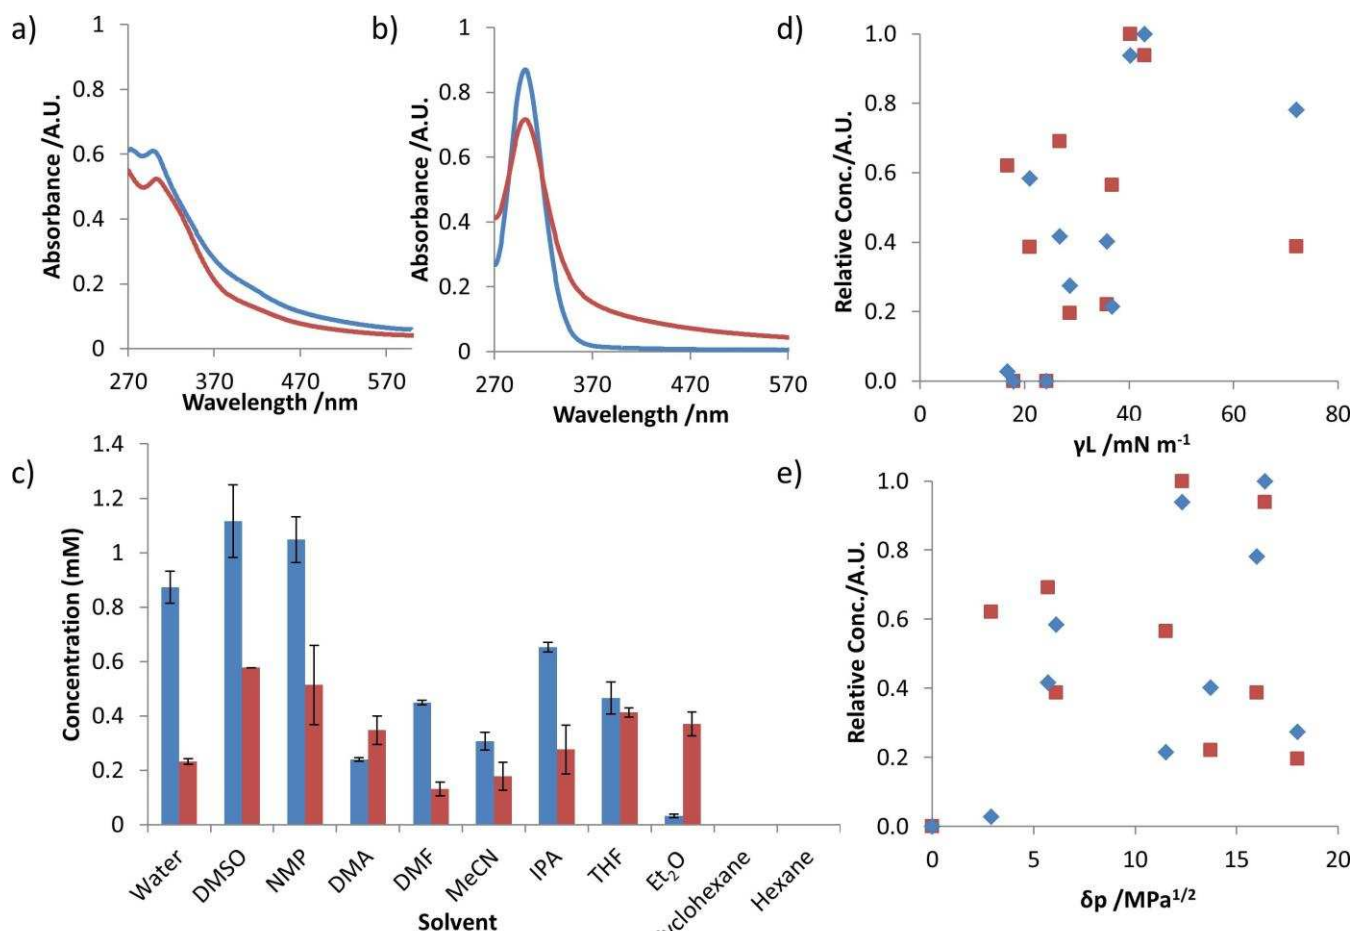 a)
1
0.8
0.6
0.4
0.2
0
Absorbance /A.U.
270 370 470 570
Wavelength /nm
b)
1
0.8
0.6
0.4
0.2
0
Absorbance /A.U.
270 370 470 570
Wavelength /nm
d)
1.0
0.8
0.6
0.4
0.2
0.0
Relative Conc./A.U.
0 20 40 60 80
γL /mN m⁻¹
c)
1.4
1.2
1
0.8
0.6
0.4
0.2
0
Concentration (mM)
Water DMSO NMP DMA DMF MeCN IPA THF Et₂O yclohexane Hexane
Solvent
e)
1.0
0.8
0.6
0.4
0.2
0.0
Relative Conc./A.U.
0 5 10 15 20
δp /MPa¹/²